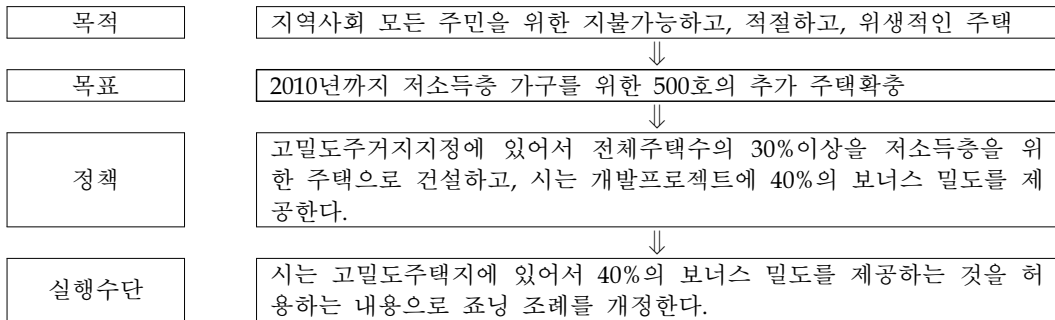 목적
지역사회 모든 주민을 위한 지불가능하고, 적절하고, 위생적인 주택
⇓
목표
2010년까지 저소득층 가구를 위한 500호의 추가 주택확충
⇓
정책
고밀도주거지지정에 있어서 전체주택수의 30%이상을 저소득층을 위
한 주택으로 건설하고, 시는 개발프로젝트에 40%의 보너스 밀도를 제
공한다.
⇓
실행수단
시는 고밀도주택지에 있어서 40%의 보너스 밀도를 제공하는 것을 허
용하는 내용으로 죠닝 조례를 개정한다.